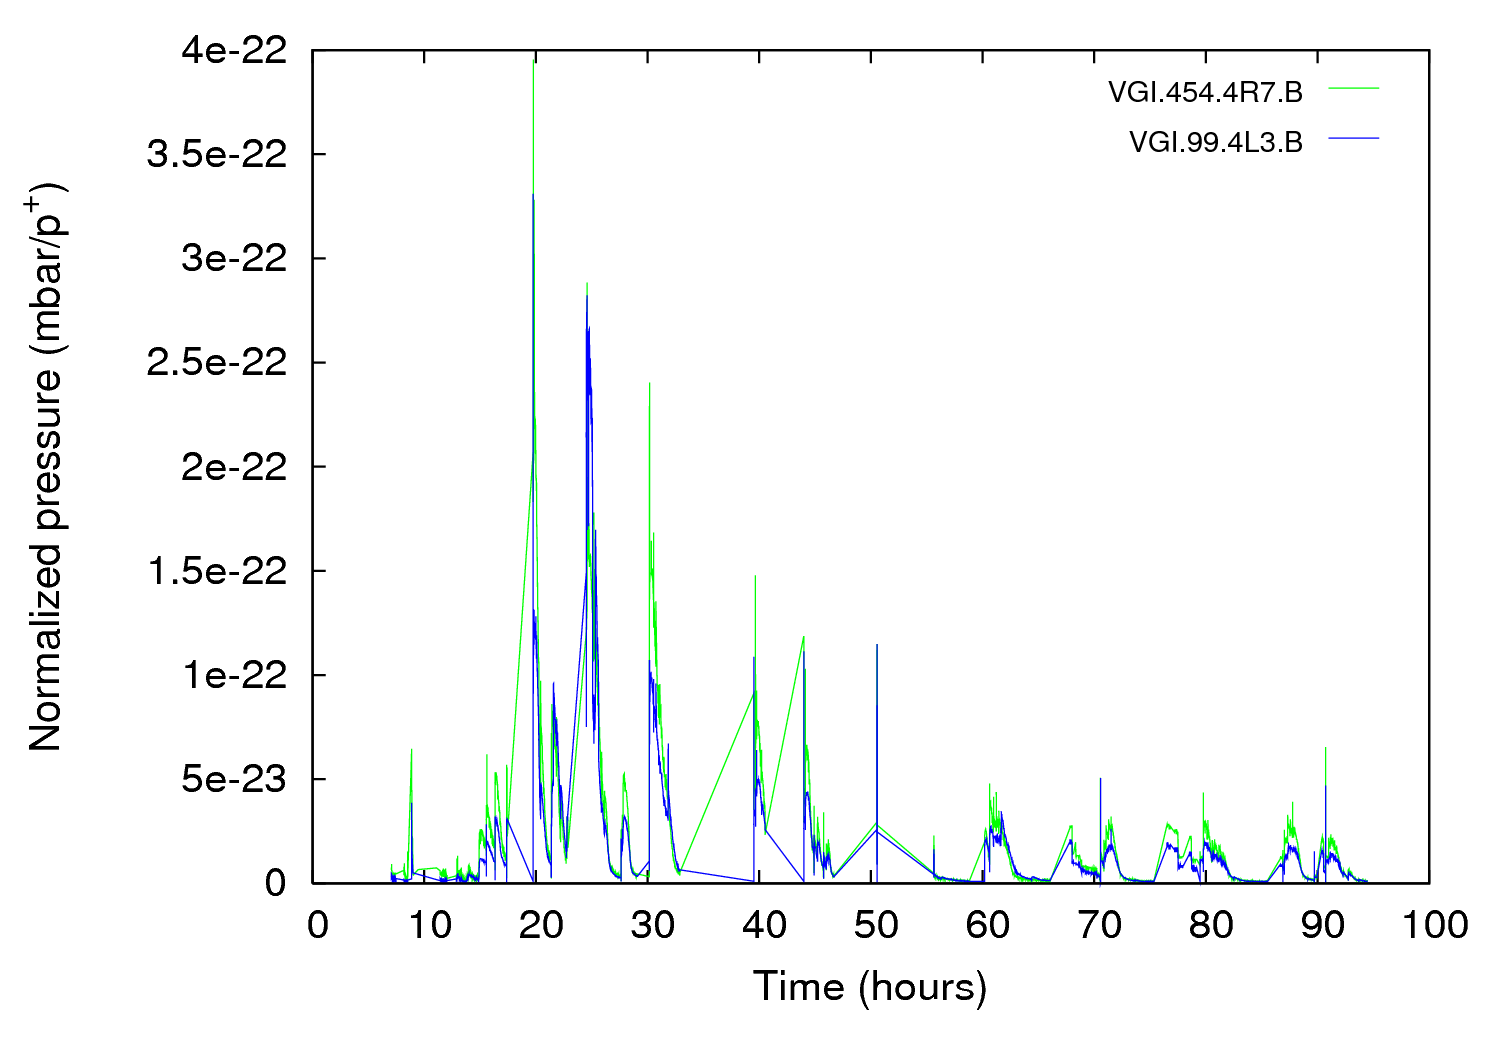 4e-22
3.5e-22
3e-22
2.5e-22
2e-22
1.5e-22
1e-22
5e-23
0
Normalized pressure (mbar/p+)
VGI.454.4R7.B
VGI.99.4L3.B
0 10 20 30 40 50 60 70 80 90 100
Time (hours)